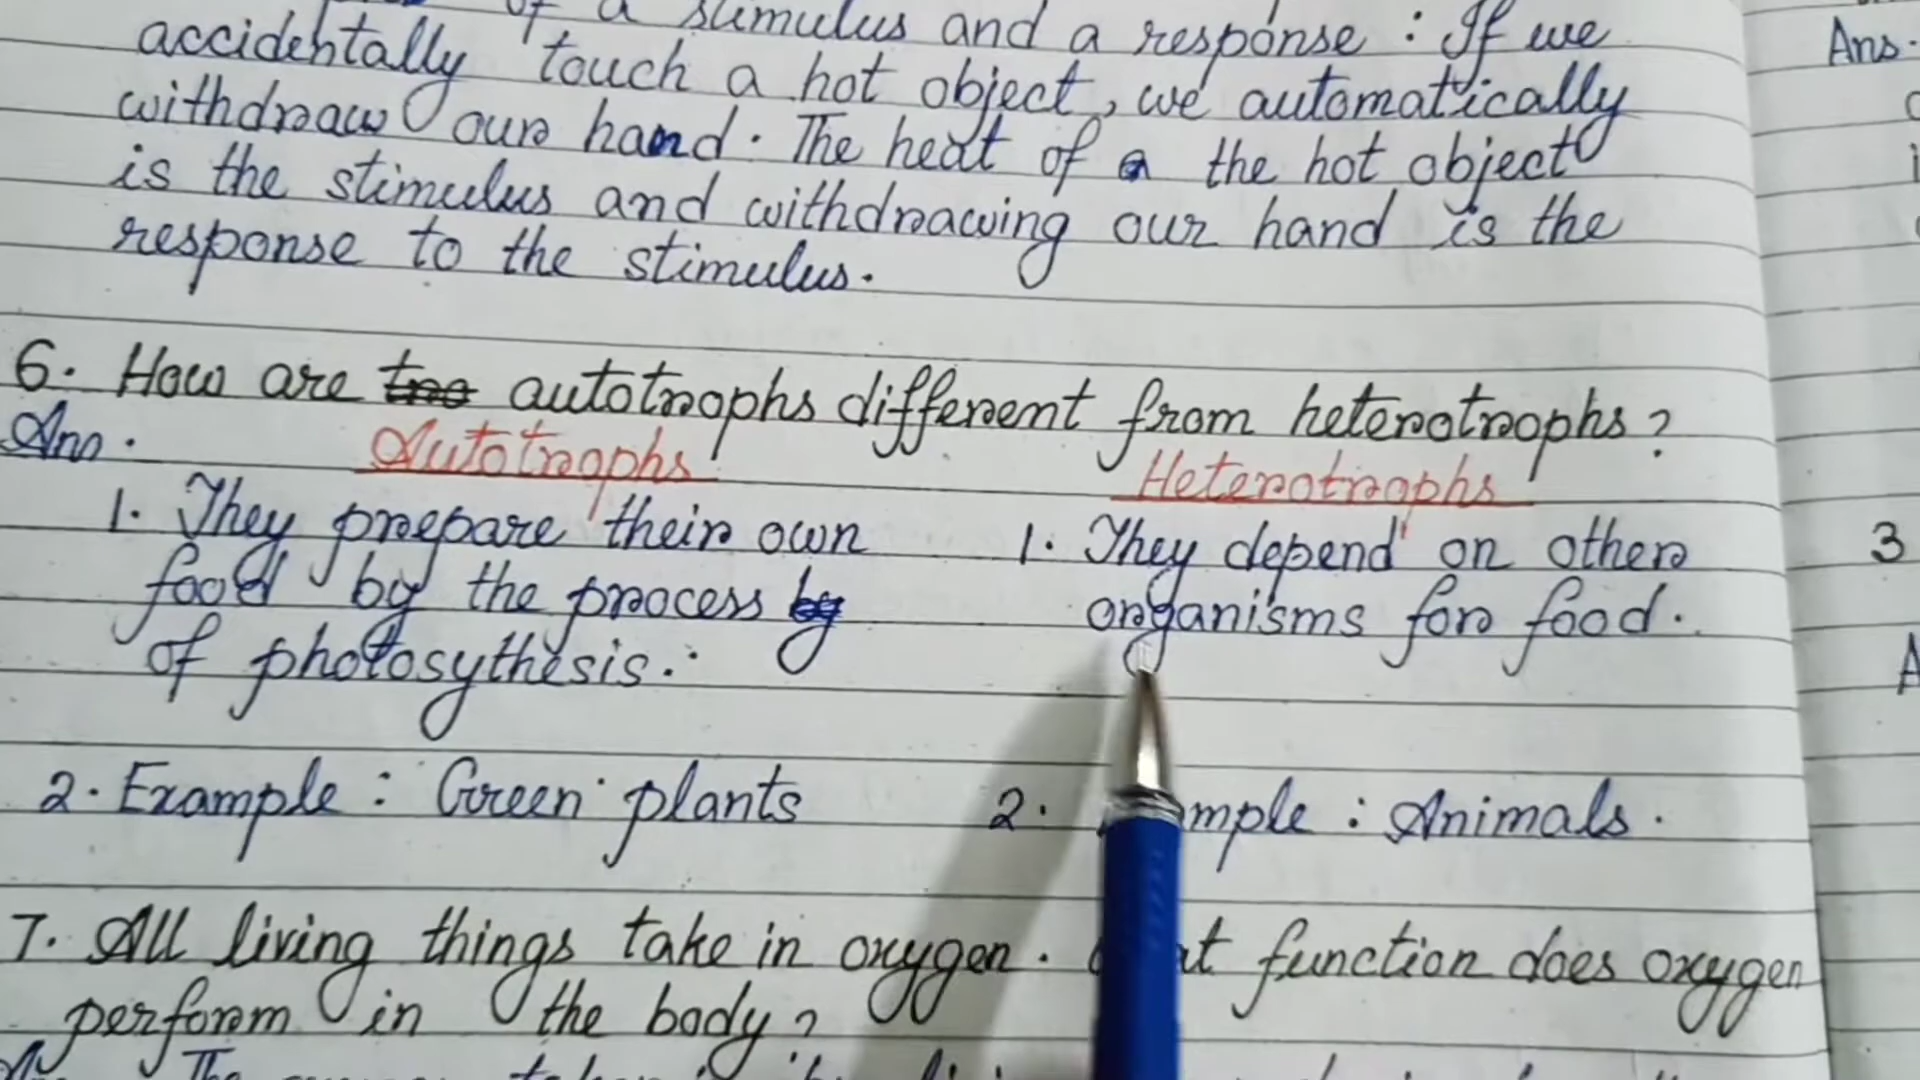 of a stimulus and a response : If we
accidentally touch a hot object, we automatically
withdraw our hand. The heat of the hot object
is the stimulus and withdrawing our hand is the
response to the stimulus.
6. How are autotrophs different from heterotrophs?
Ans.
Autotrophs
1. They prepare their own
food by the process
of photosythesis.
2. Example : Green plants
Heterotrophs
1. They depend on other
organisms for food.
2. mple : Animals.
7. All living things take in oxygen. function does oxygen
perform in the body?
The
Ans.
3